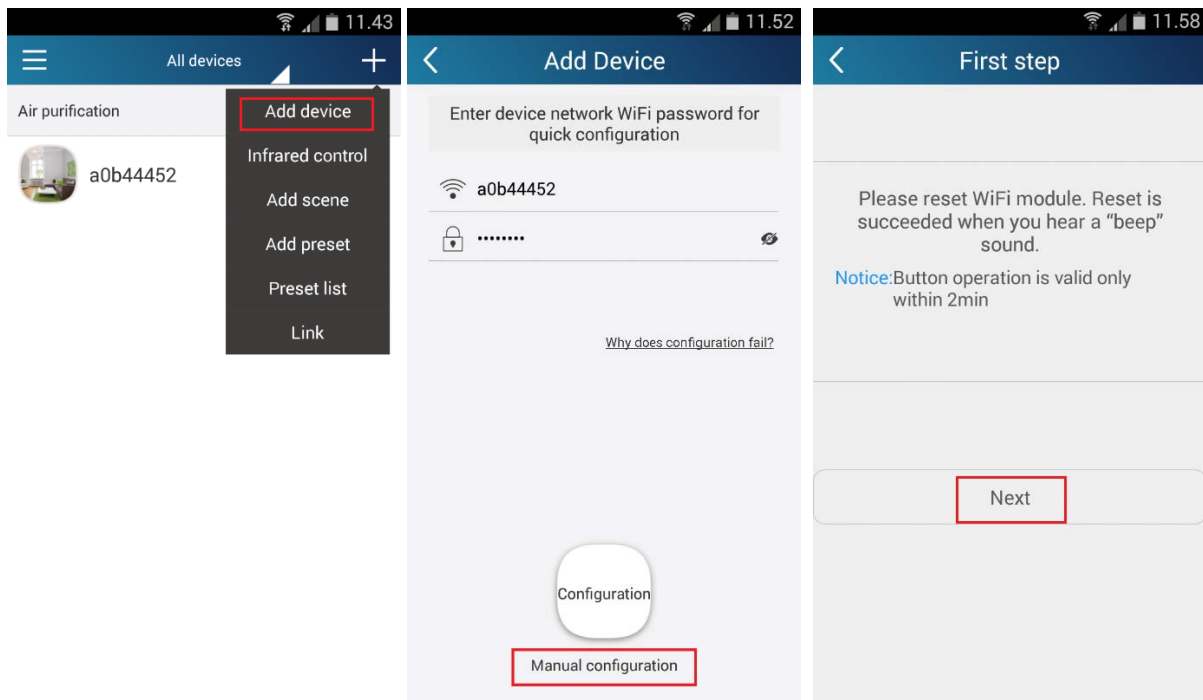 11.43
All devices
Air purification
a0b44452
Add device
Infrared control
Add scene
Add preset
Preset list
Link
11.52
Add Device
Enter device network WiFi password for
quick configuration
a0b44452
••••••••
Why does configuration fail?
Configuration
Manual configuration
11.58
First step
Please reset WiFi module. Reset is
succeeded when you hear a “beep”
sound.
Notice:Button operation is valid only
within 2min
Next